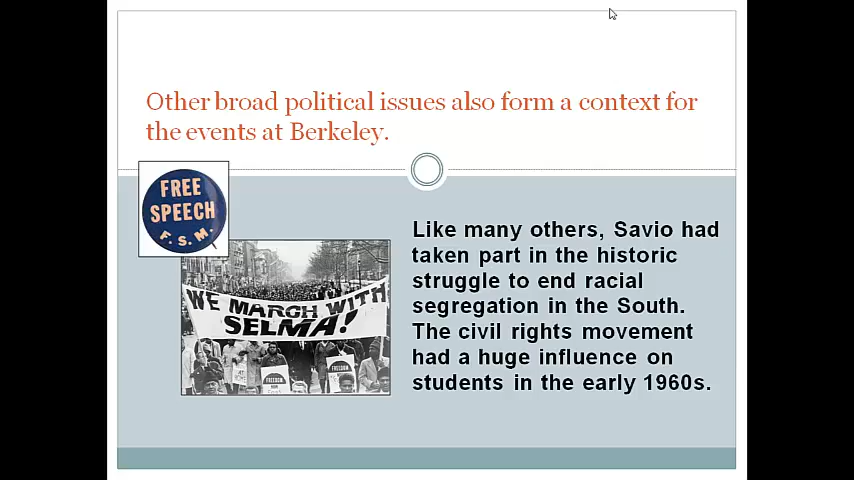 Other broad political issues also form a context for
the events at Berkeley.
FREE
SPEECH
F.S.M.
WE MARCH WITH
SELMA!
Like many others, Savio had
taken part in the historic
struggle to end racial
segregation in the South.
The civil rights movement
had a huge influence on
students in the early 1960s.
FREEDOM
FREEDOM